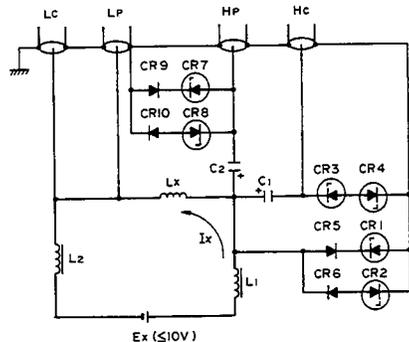 Lc Lp Hp Hc
CR9 CR7
CR10 CR8
C2 +
+ C1
CR3 CR4
Lx
Ix
CR5 CR1
L2
L1
CR6 CR2
Ex (≤10V)